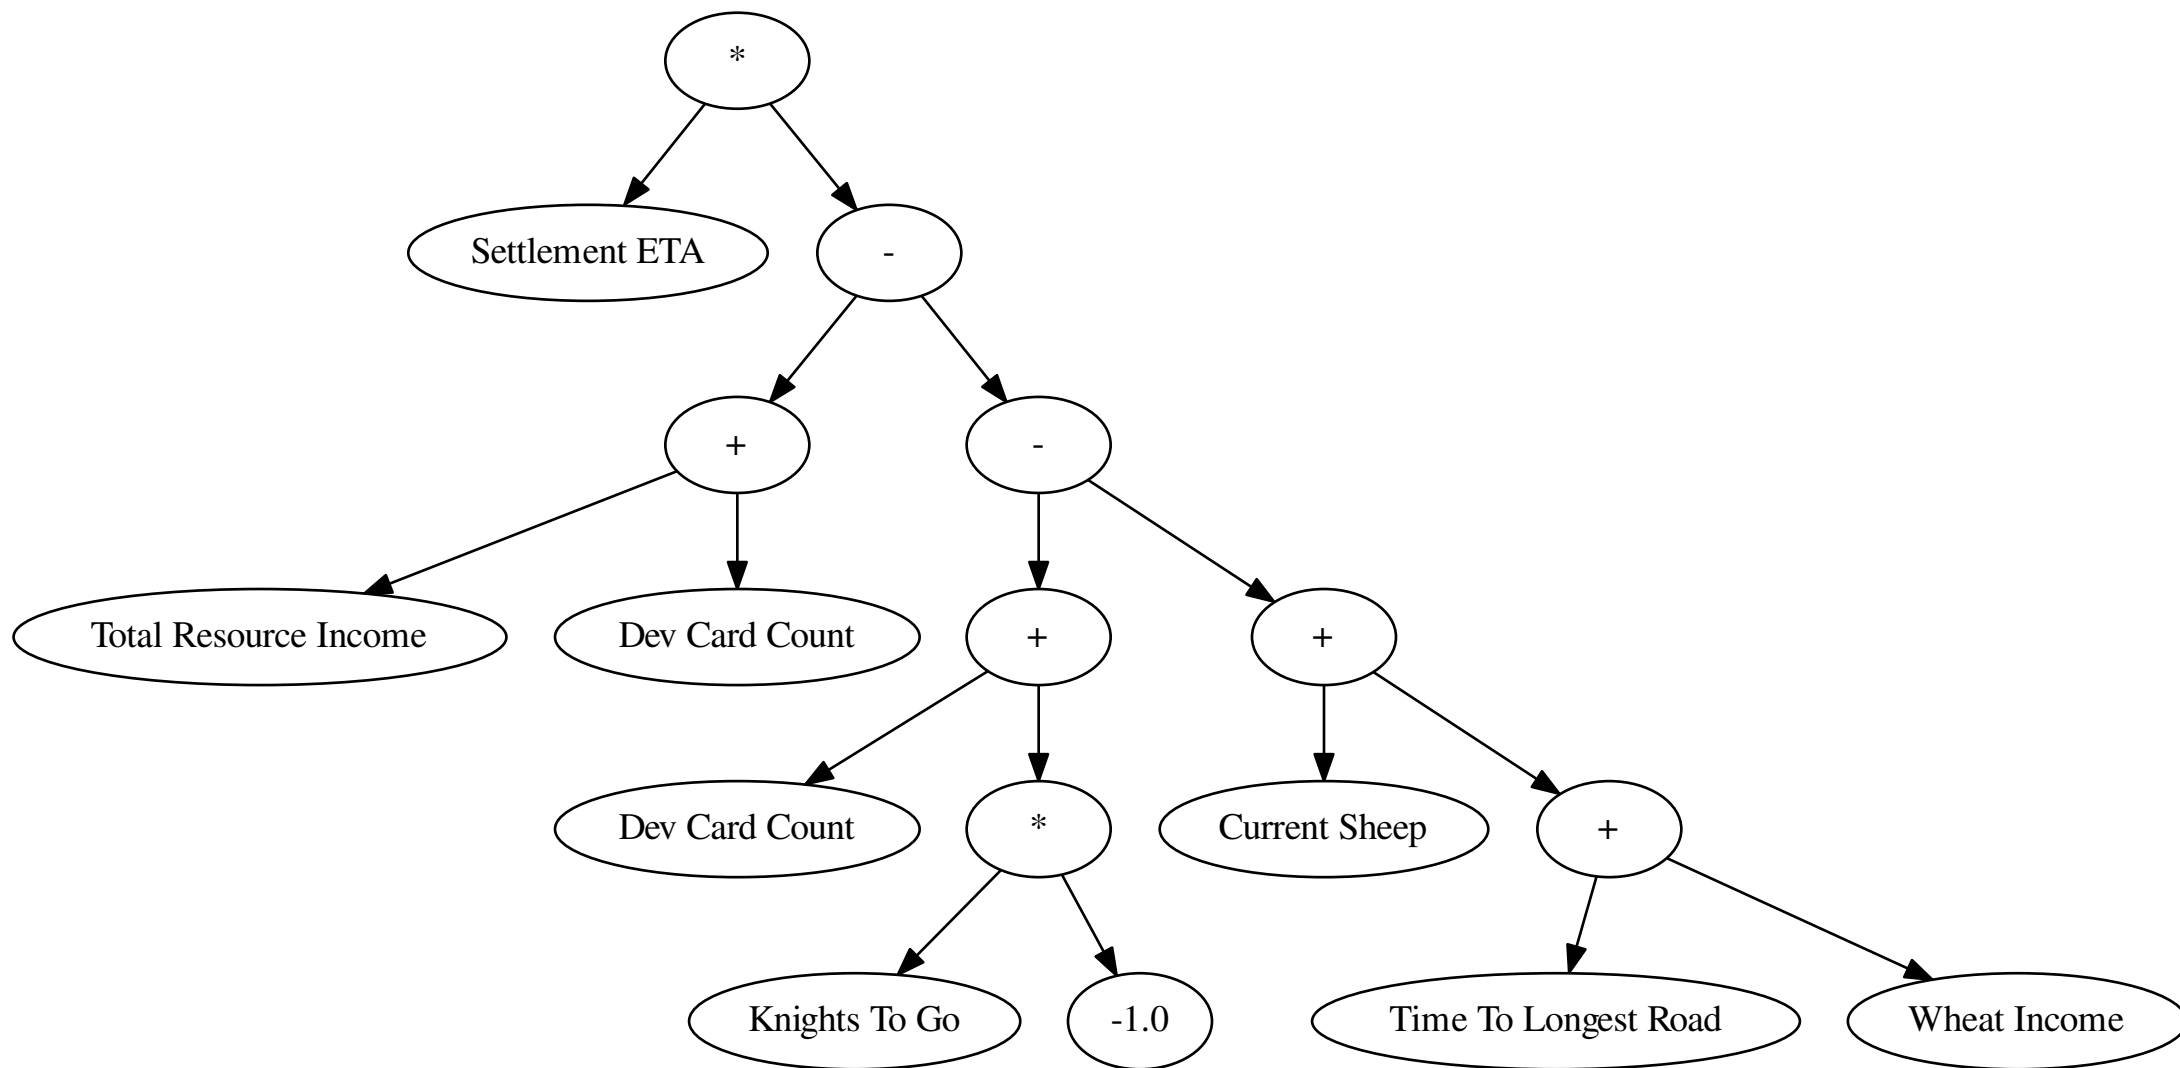 *
Settlement ETA
-
+
-
Total Resource Income
Dev Card Count
+
+
Dev Card Count
*
Current Sheep
+
Knights To Go
-1.0
Time To Longest Road
Wheat Income